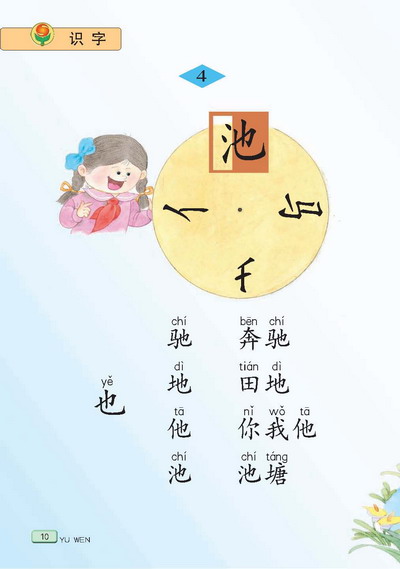 识字
4
池
亻 马
土
chí bēn chí
驰 奔驰
dì tián dì
地 田地
yě
也
tā nǐ wǒ tā
他 你我他
chí chí táng
池 池塘
10 YU WEN